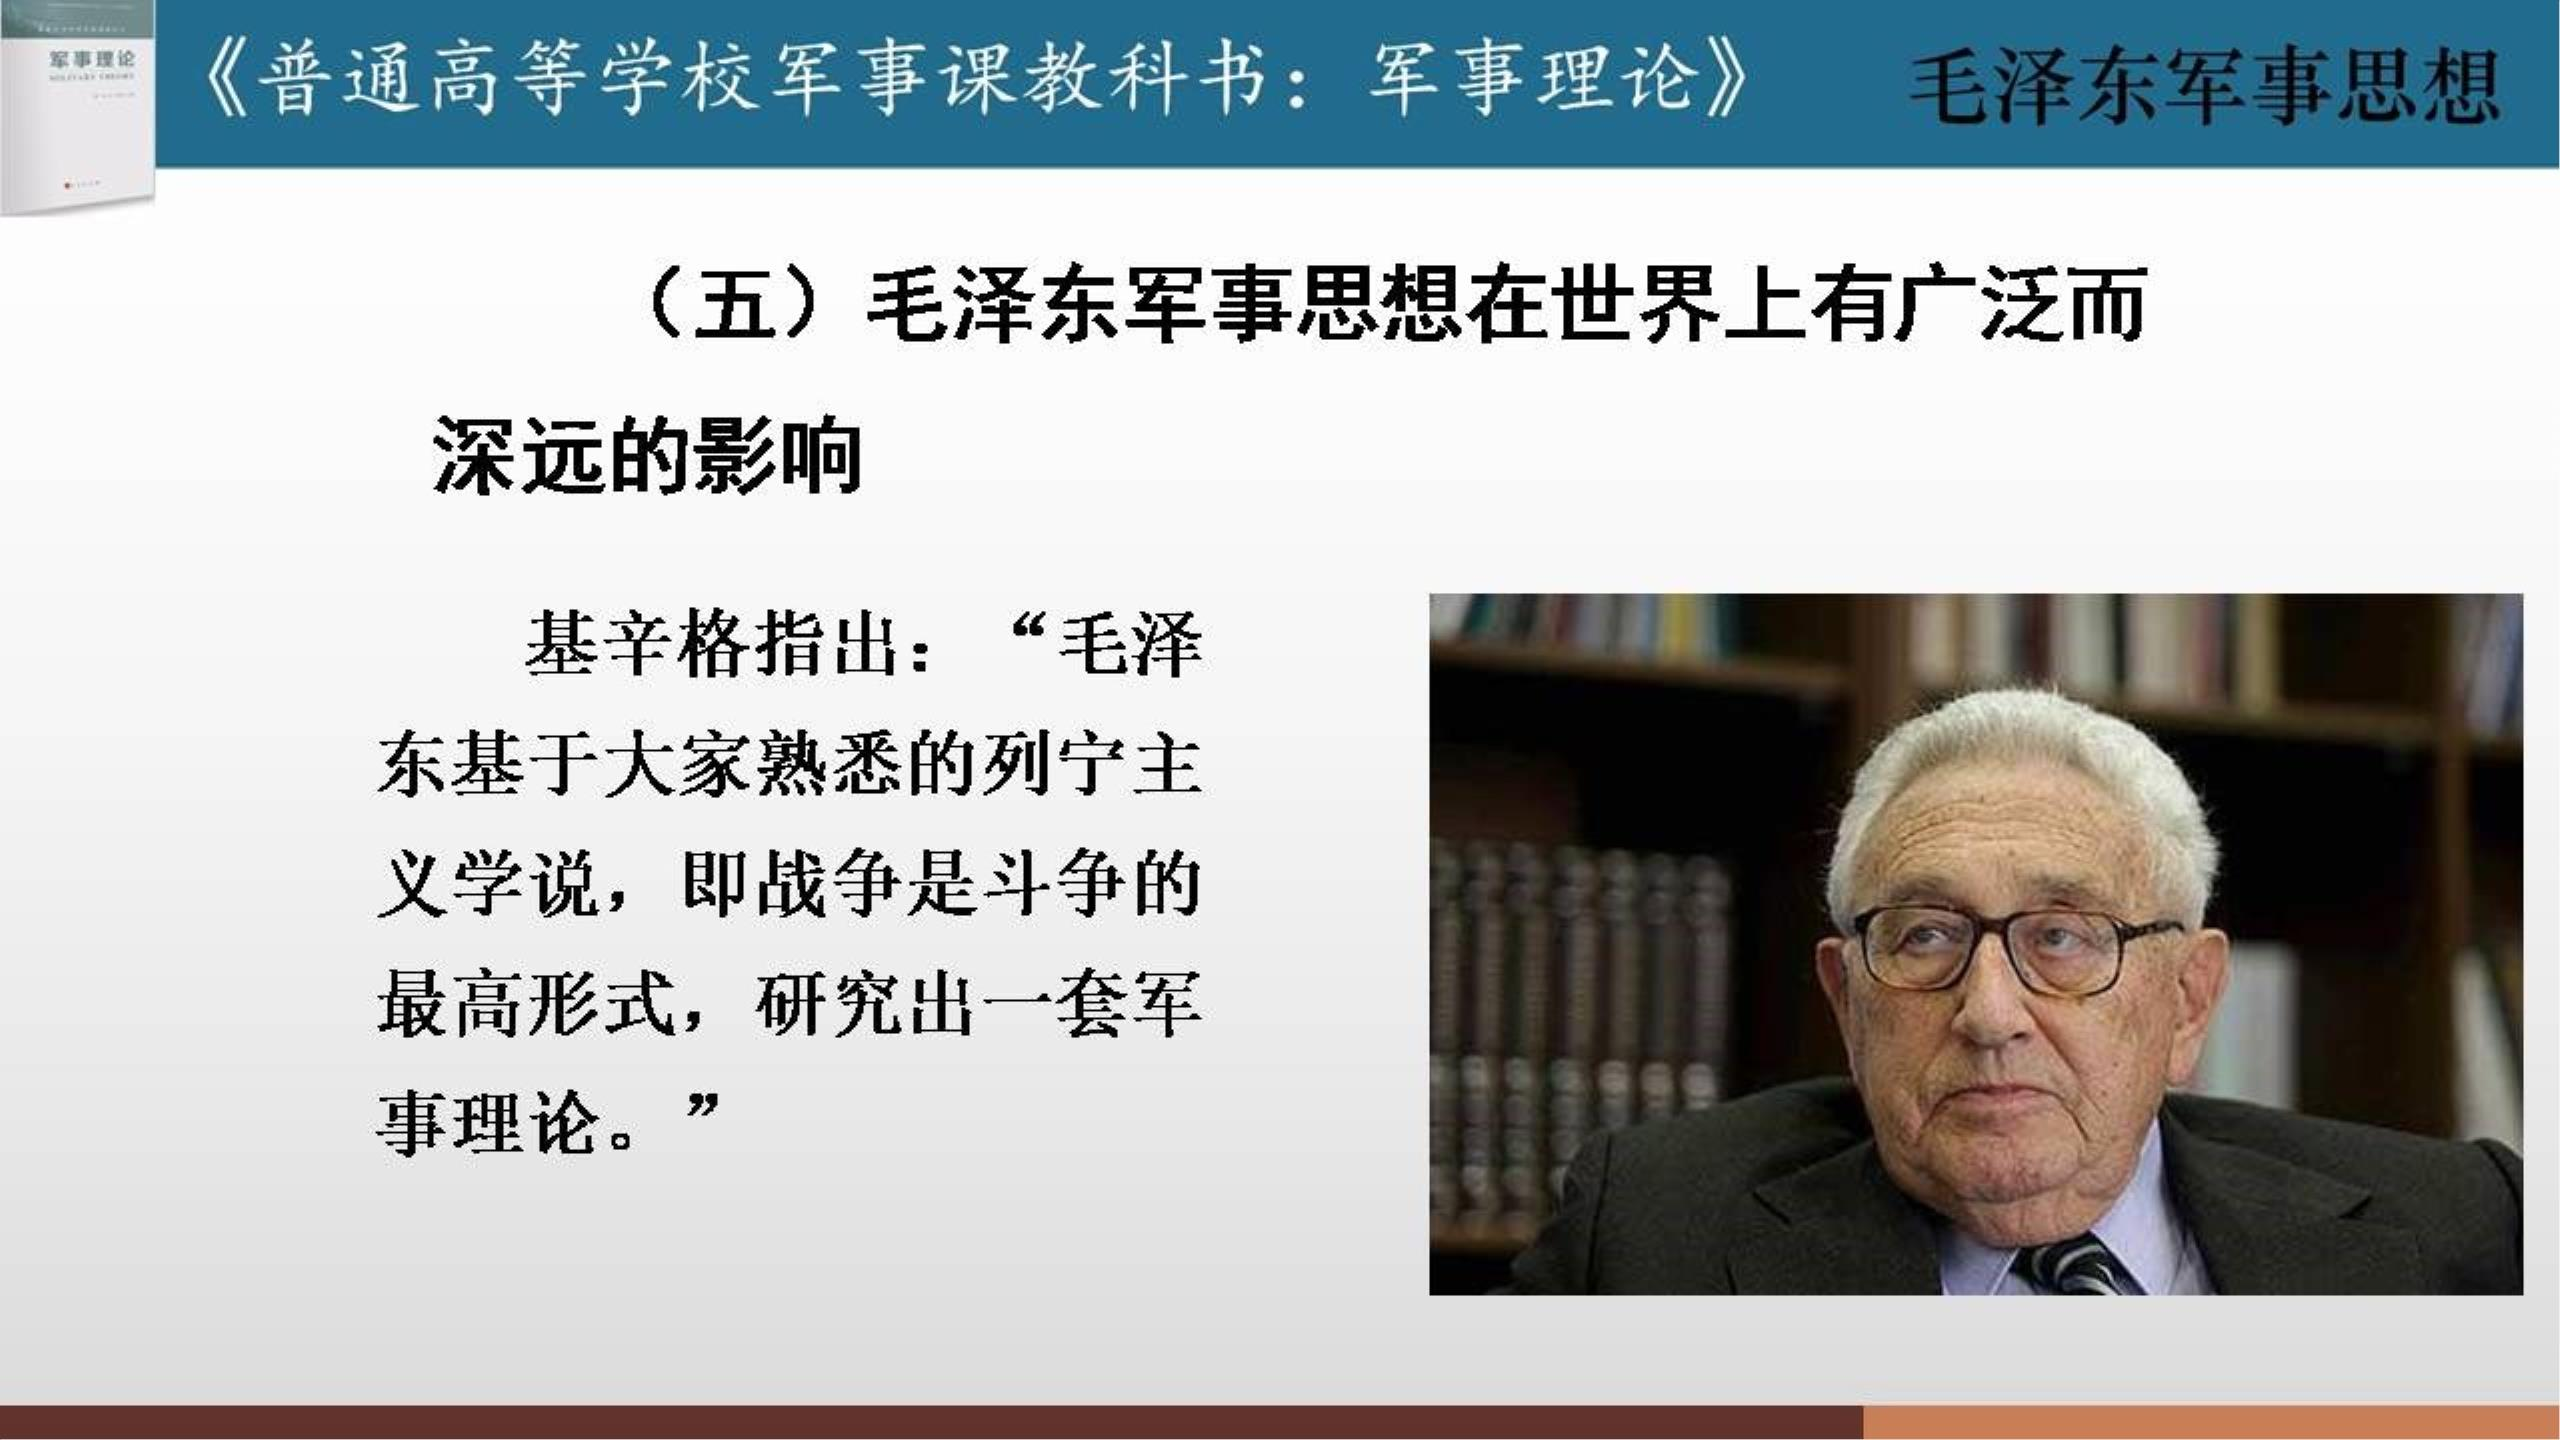 军事理论
MILITARY THEORY
《普通高等学校军事课教科书：军事理论》
毛泽东军事思想
（五）毛泽东军事思想在世界上有广泛而
深远的影响
基辛格指出：“毛泽
东基于大家熟悉的列宁主
义学说，即战争是斗争的
最高形式，研究出一套军
事理论。”